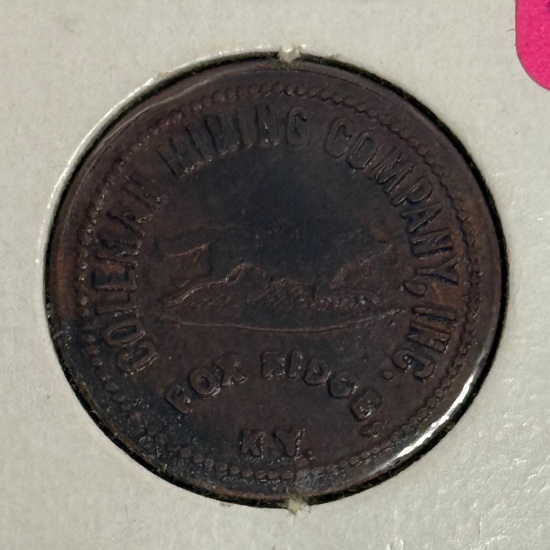 COLEMAN MINING COMPANY, INC.
FOX RIDGE,
KY.